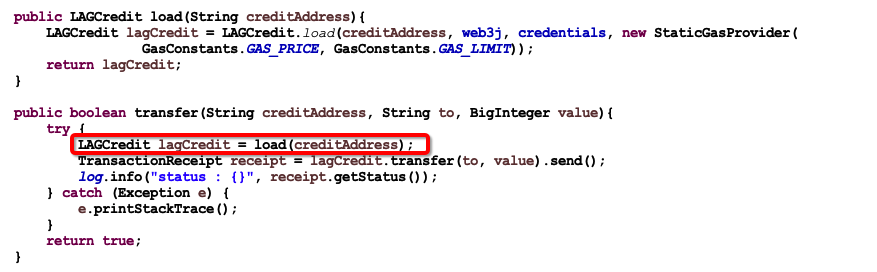 public LAGCredit load(String creditAddress){
    LAGCredit lagCredit = LAGCredit.load(creditAddress, web3j, credentials, new StaticGasProvider(
                GasConstants.GAS_PRICE, GasConstants.GAS_LIMIT));
    return lagCredit;
}
public boolean transfer(String creditAddress, String to, BigInteger value){
    try {
        LAGCredit lagCredit = load(creditAddress);
        TransactionReceipt receipt = lagCredit.transfer(to, value).send();
        log.info("status : {}", receipt.getStatus());
    } catch (Exception e) {
        e.printStackTrace();
    }
    return true;
}